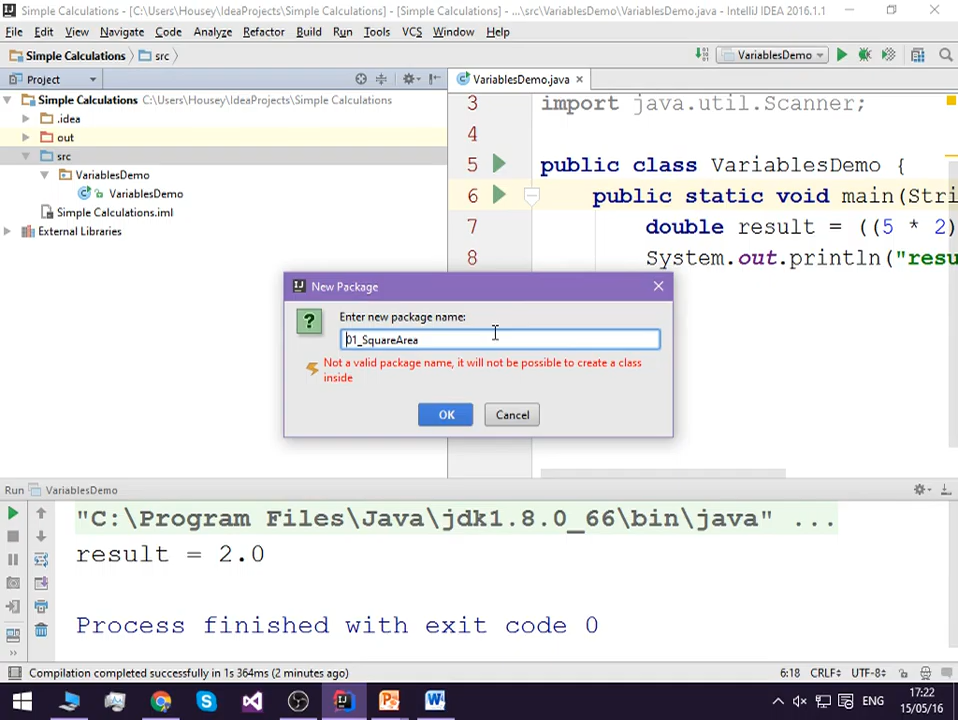 Simple Calculations - [C:\Users\Housey\IdeaProjects\Simple Calculations] - [Simple Calculations] - ...\src\VariablesDemo\VariablesDemo.java - IntelliJ IDEA 2016.1.1
File Edit View Navigate Code Analyze Refactor Build Run Tools VCS Window Help
Simple Calculations src VariablesDemo
Project VariablesDemo.java
Simple Calculations C:\Users\Housey\IdeaProjects\Simple Calculations
.idea
out
src
VariablesDemo
VariablesDemo
Simple Calculations.iml
External Libraries
3 import java.util.Scanner;
4
5 public class VariablesDemo {
6 public static void main(Stri
7 double result = ((5 * 2)
8 System.out.println("resu
New Package
Enter new package name:
01_SquareArea
Not a valid package name, it will not be possible to create a class
inside
OK Cancel
Run VariablesDemo
"C:\Program Files\Java\jdk1.8.0_66\bin\java" ...
result = 2.0
Process finished with exit code 0
Compilation completed successfully in 1s 364ms (2 minutes ago) 6:18 CRLF UTF-8
ENG 17:22
15/05/16